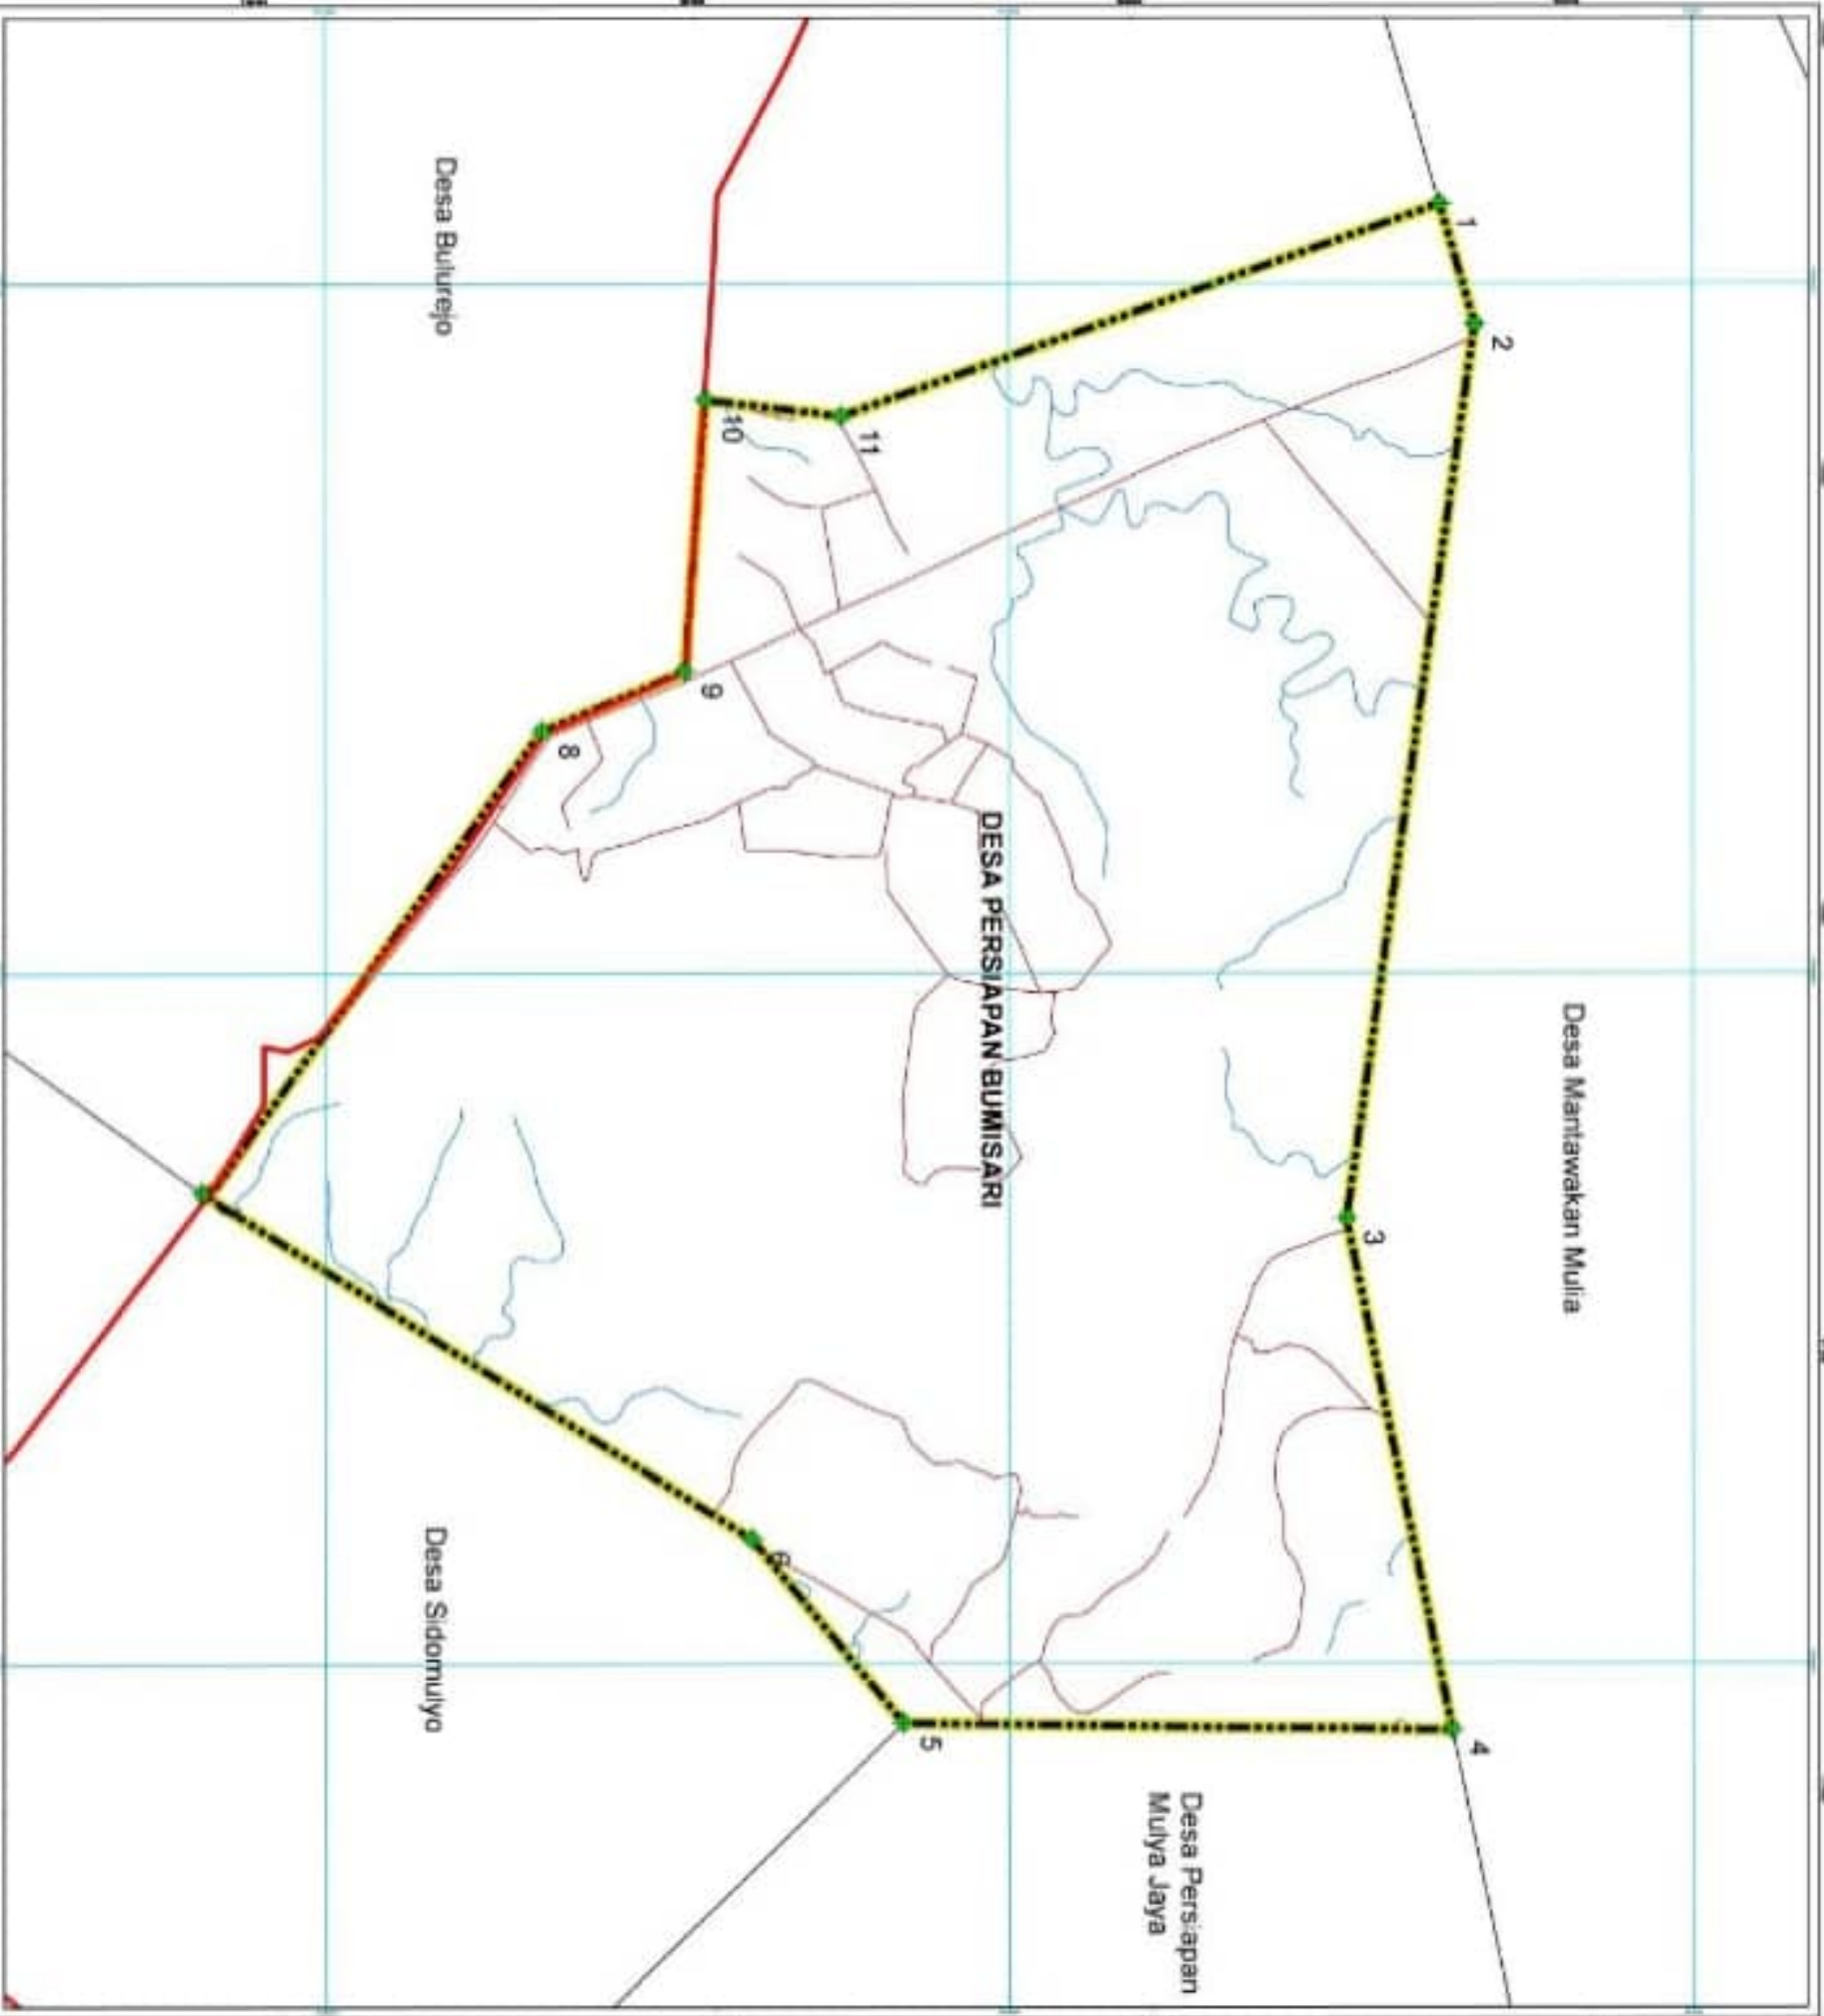 1
2
Desa Mantawakan Mulia
3
4
Desa Persiapan
Mulya Jaya
DESA PERSIAPAN BUMISARI
11
10
9
8
6
5
Desa Bulurejo
Desa Sidomulyo